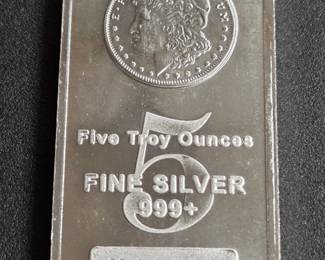 Five Troy Ounces
5
FINE SILVER
999+